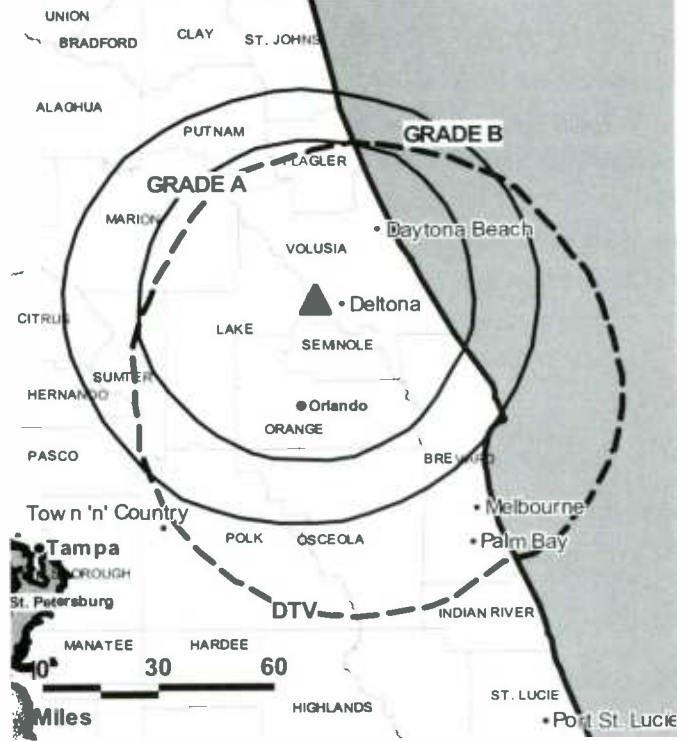 UNION
BRADFORD
CLAY
ST. JOHNS
ALAGHUA
PUTNAM
GRADE B
FLAGLER
GRADE A
MARION
Daytona Beach
VOLUSIA
Deltona
CITRUS
LAKE
SEMINOLE
SUMTER
HERNANDO
Orlando
ORANGE
PASCO
BREVARD
Melbourne
Town 'n' Country
POLK
OSCEOLA
Palm Bay
Tampa
St. Petersburg
DTV
INDIAN RIVER
MANATEE
HARDEE
30
60
ST. LUCIE
HIGHLANDS
Miles
Port St. Lucie